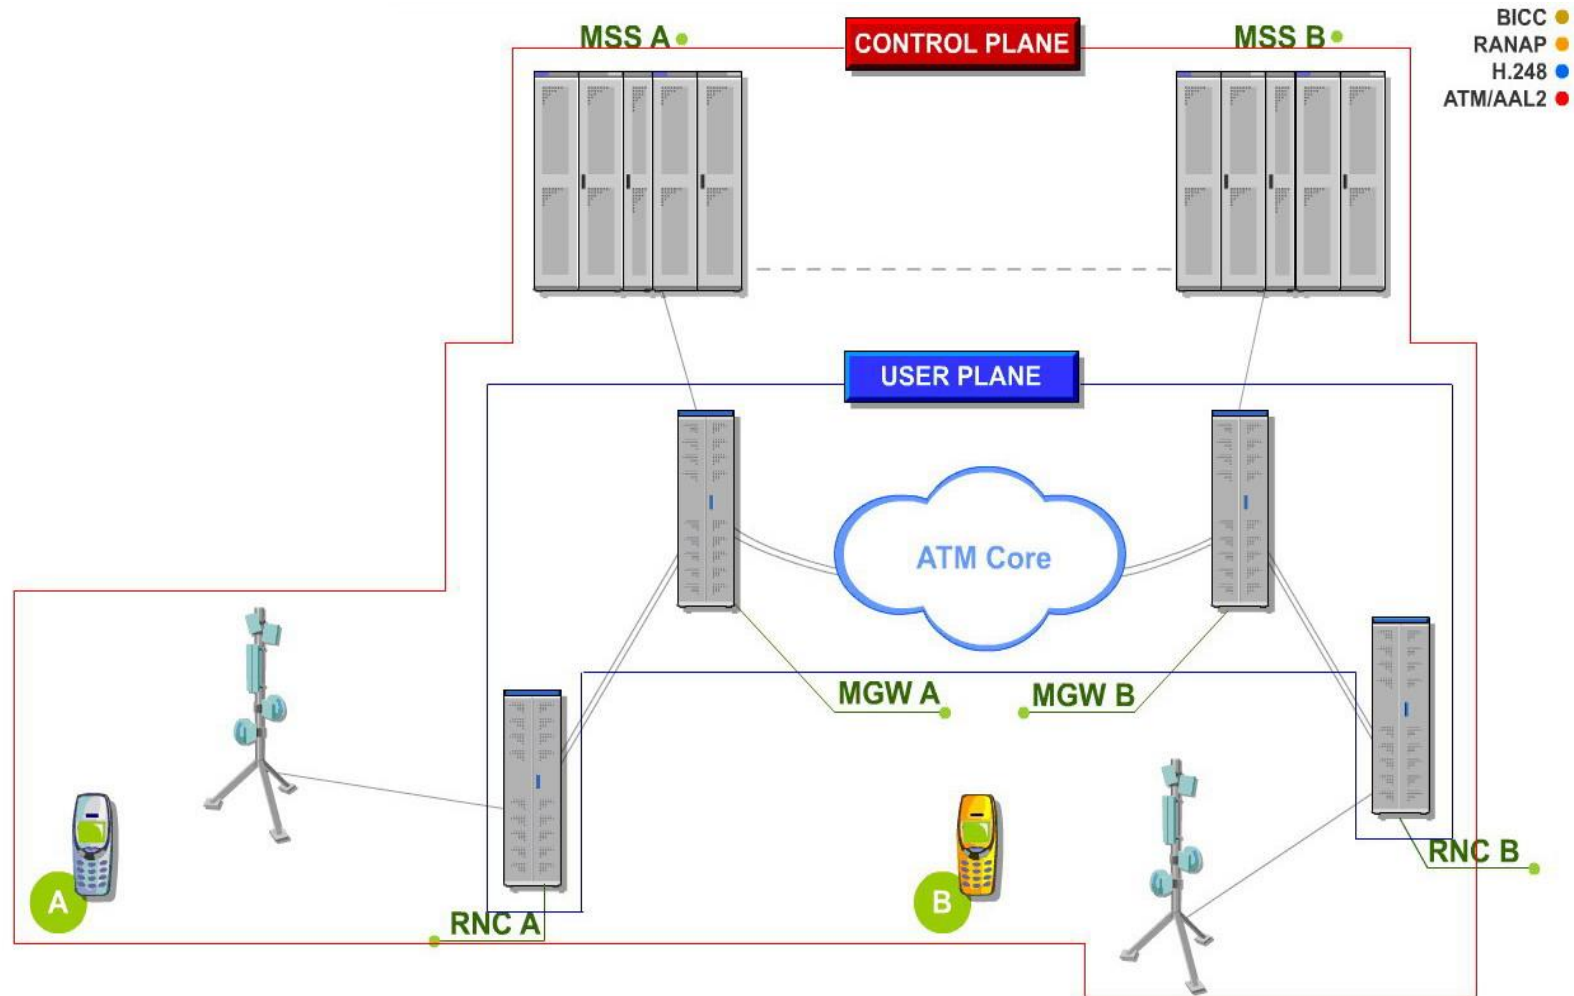 MSS A
CONTROL PLANE
MSS B
BICC
RANAP
H.248
ATM/AAL2
USER PLANE
ATM Core
MGW A
MGW B
RNC B
A
B
RNC A